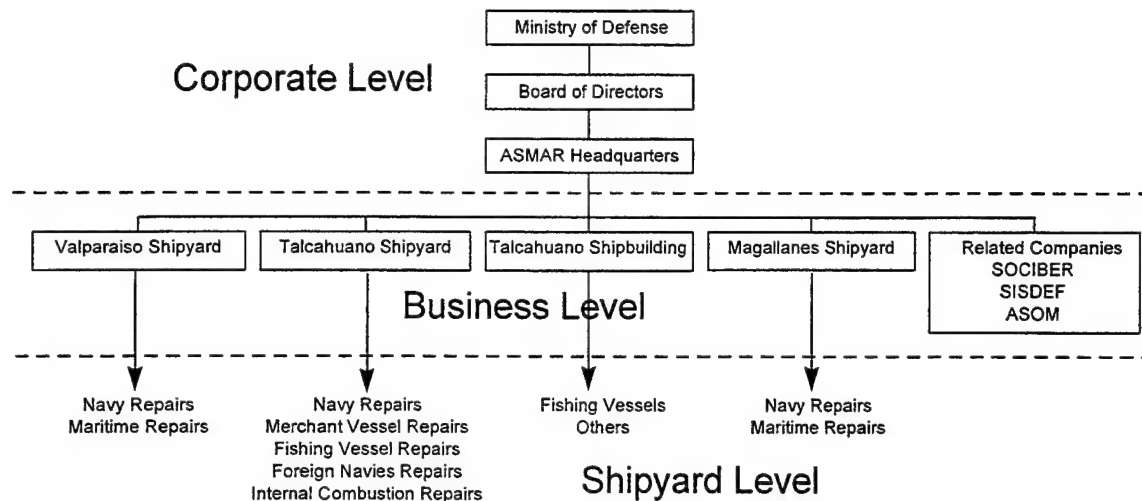 Ministry of Defense
Corporate Level
Board of Directors
ASMAR Headquarters
Valparaiso Shipyard
Talcahuano Shipyard
Talcahuano Shipbuilding
Magallanes Shipyard
Related Companies
SOCIBER
SISDEF
ASOM
Business Level
Navy Repairs
Maritime Repairs
Navy Repairs
Merchant Vessel Repairs
Fishing Vessel Repairs
Foreign Navies Repairs
Internal Combustion Repairs
Fishing Vessels
Others
Navy Repairs
Maritime Repairs
Shipyard Level